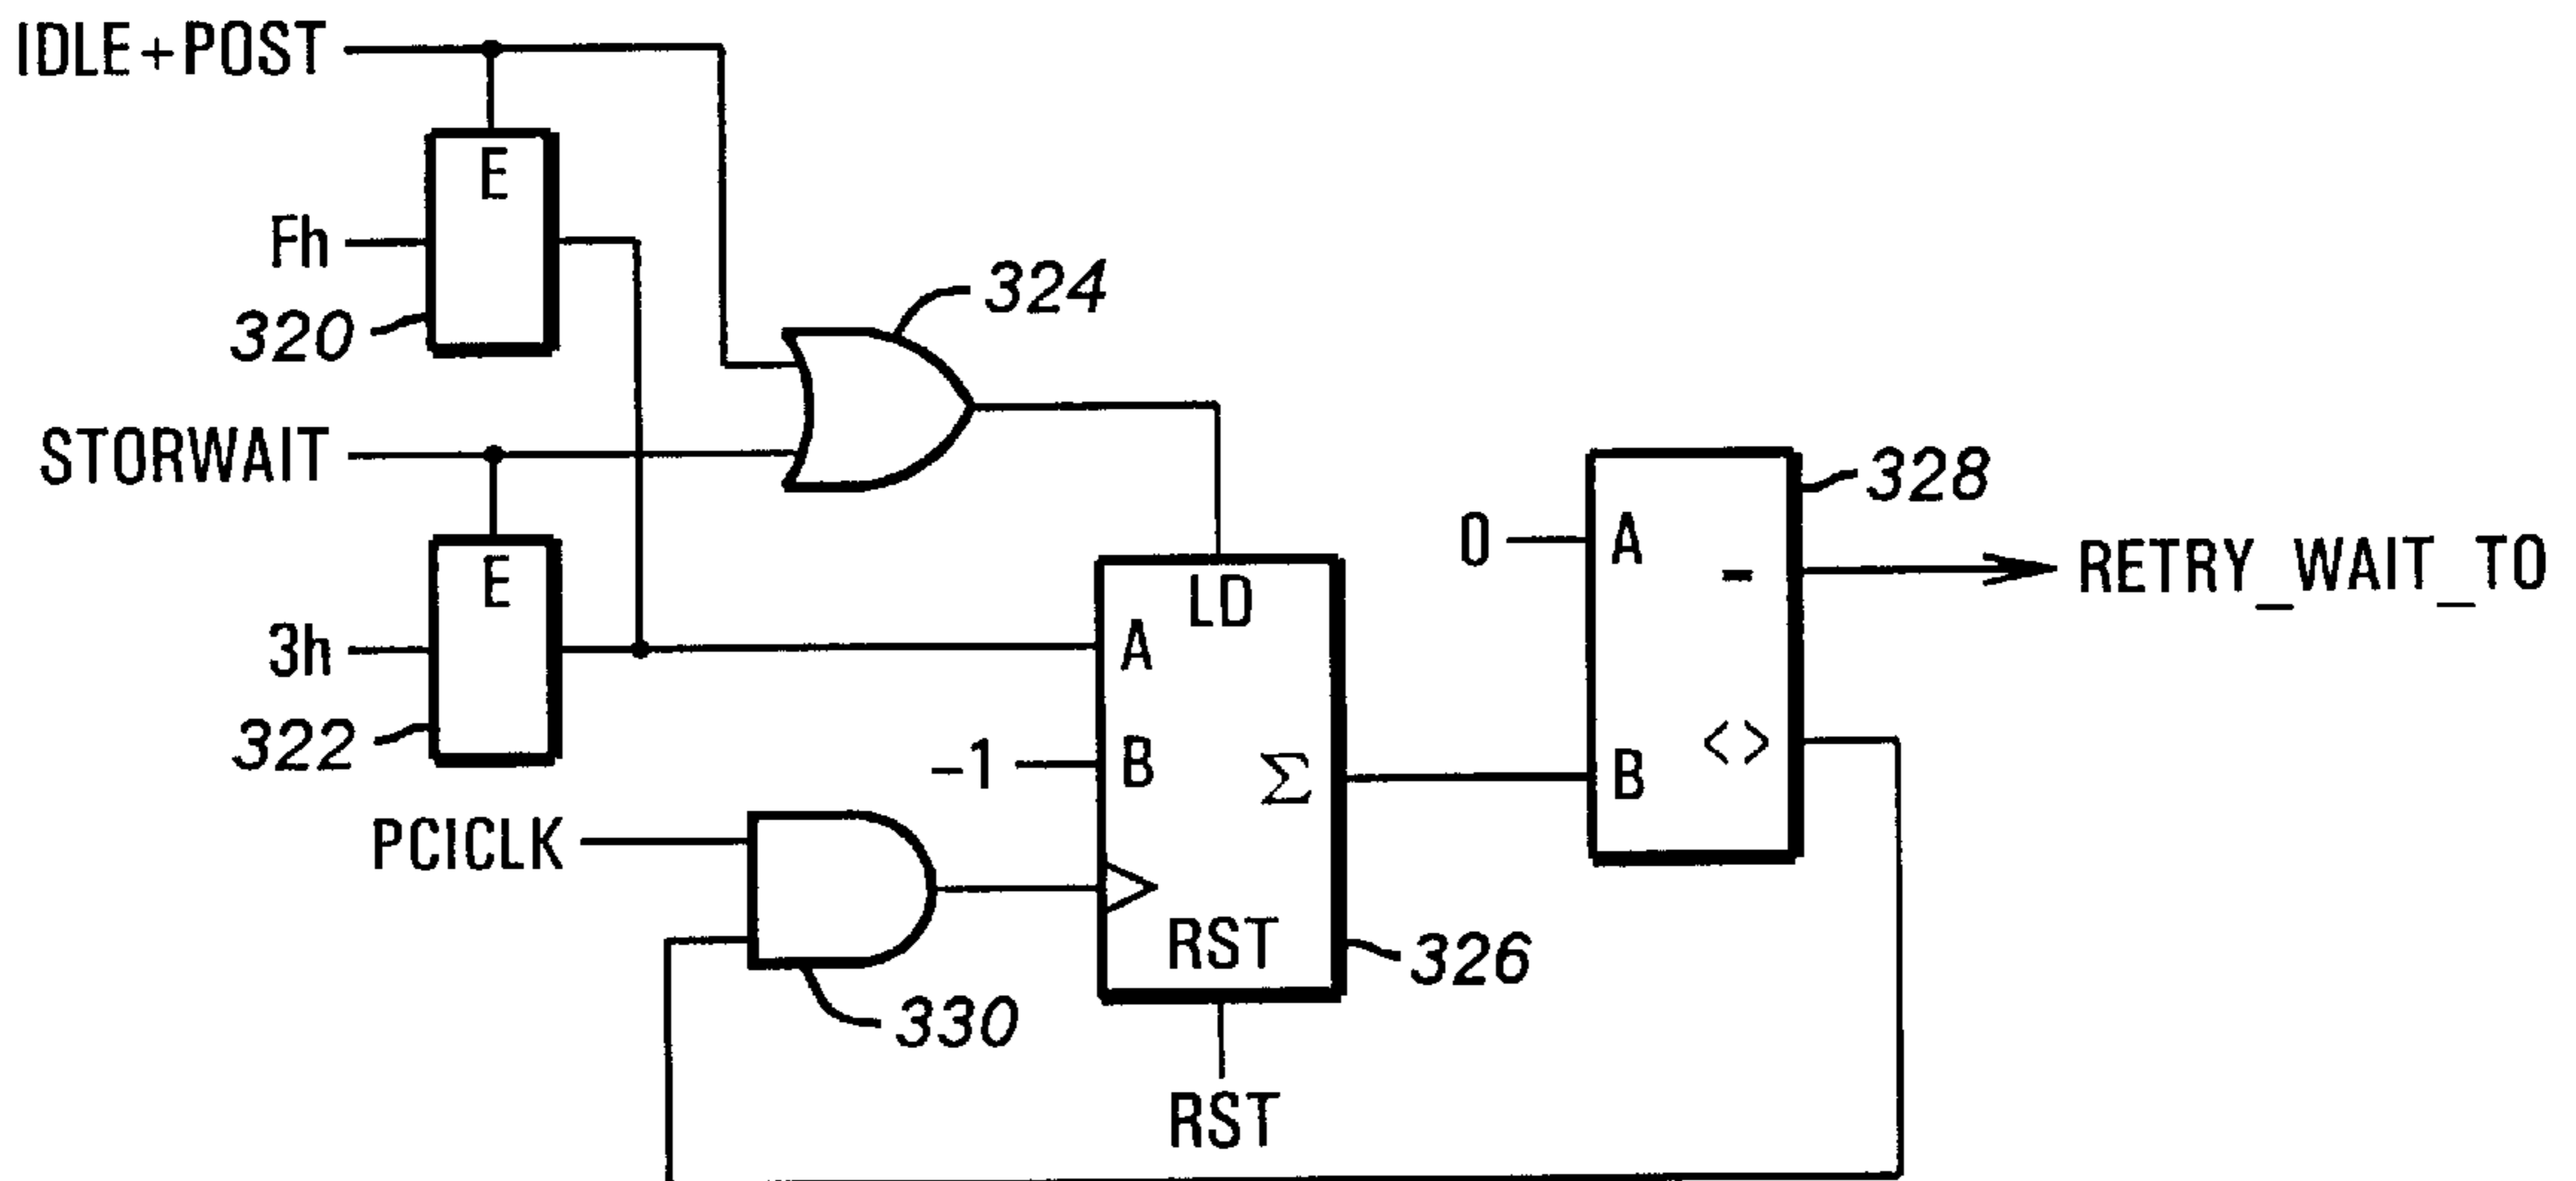 IDLE+POST
E
Fh
320
324
STORWAIT
E
3h
322
328
0
A
-
RETRY_WAIT_TO
<>
B
LD
A
B
-1
Σ
PCICLK
RST
326
330
RST